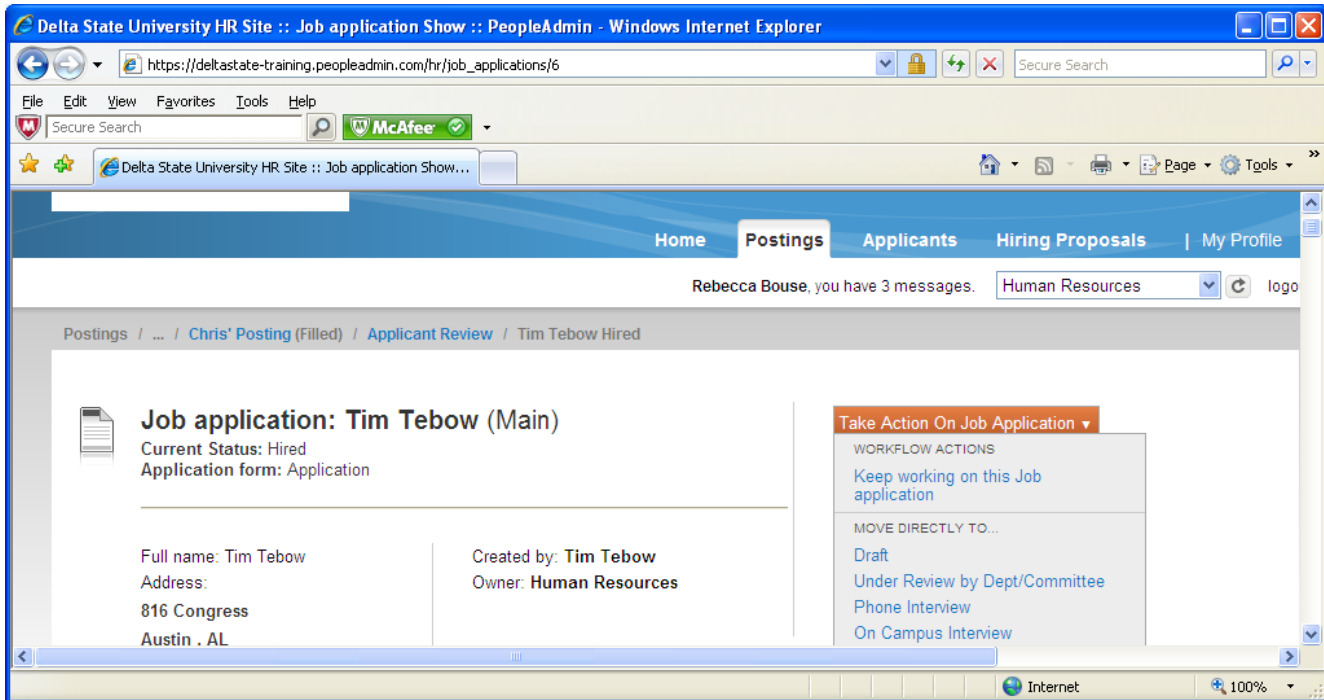 Delta State University HR Site :: Job application Show :: PeopleAdmin - Windows Internet Explorer
https://deltastate-training.peopleadmin.com/hr/job_applications/6
Secure Search
File Edit View Favorites Tools Help
Secure Search McAfee
Delta State University HR Site :: Job application Show...
Page Tools »
Home Postings Applicants Hiring Proposals | My Profile
Rebecca Bouse, you have 3 messages. Human Resources logo
Postings / ... / Chris' Posting (Filled) / Applicant Review / Tim Tebow Hired
Job application: Tim Tebow (Main)
Current Status: Hired
Application form: Application
Full name: Tim Tebow
Address:
816 Congress
Austin , AL
Created by: Tim Tebow
Owner: Human Resources
Take Action On Job Application ▾
WORKFLOW ACTIONS
Keep working on this Job
application
MOVE DIRECTLY TO...
Draft
Under Review by Dept/Committee
Phone Interview
On Campus Interview
Internet 100%